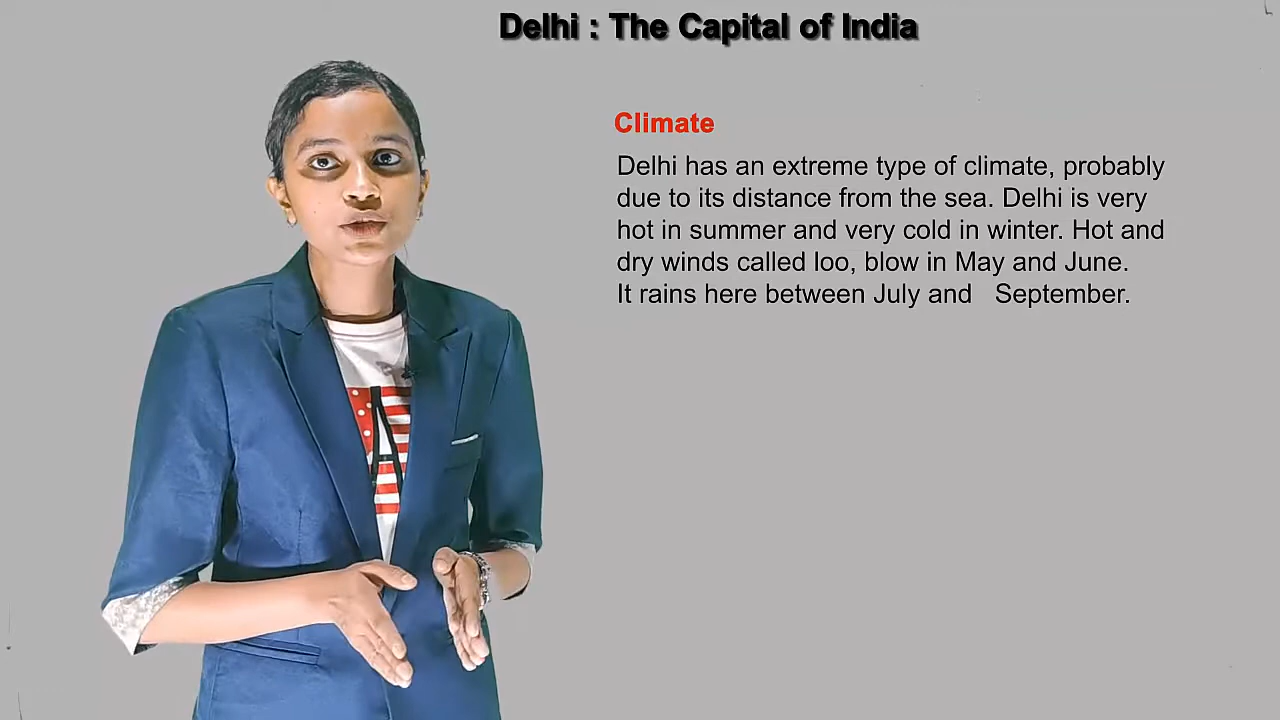 Delhi : The Capital of India
Climate
Delhi has an extreme type of climate, probably
due to its distance from the sea. Delhi is very
hot in summer and very cold in winter. Hot and
dry winds called loo, blow in May and June.
It rains here between July and September.
A